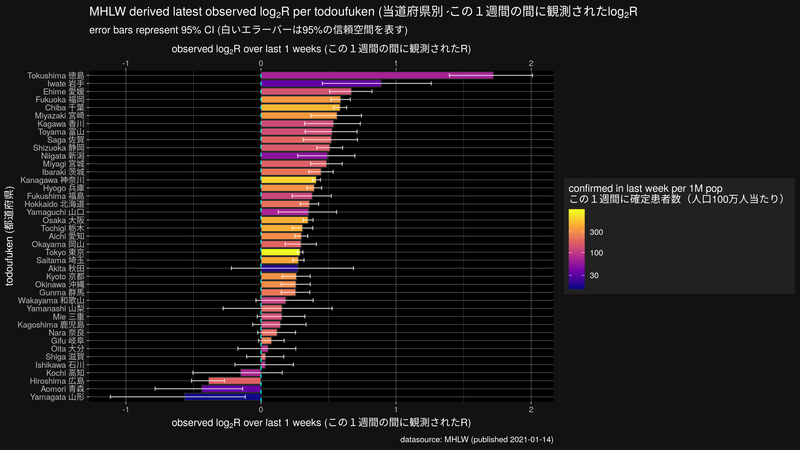 MHLW derived latest observed log₂R per todoufuken (当道府県別 -この１週間の間に観測されたlog₂R
error bars represent 95% CI (白いエラーバーは95%の信頼空間を表す)
observed log₂R over last 1 weeks (この１週間の間に観測されたR)
-1 0 1 2
todoufuken (都道府県)
Tokushima 徳島
Iwate 岩手
Ehime 愛媛
Fukuoka 福岡
Chiba 千葉
Miyazaki 宮崎
Kagawa 香川
Toyama 富山
Saga 佐賀
Shizuoka 静岡
Niigata 新潟
Miyagi 宮城
Ibaraki 茨城
Kanagawa 神奈川
Hyogo 兵庫
Fukushima 福島
Hokkaido 北海道
Yamaguchi 山口
Osaka 大阪
Tochigi 栃木
Aichi 愛知
Okayama 岡山
Tokyo 東京
Saitama 埼玉
Akita 秋田
Kyoto 京都
Okinawa 沖縄
Gunma 群馬
Wakayama 和歌山
Yamanashi 山梨
Mie 三重
Kagoshima 鹿児島
Nara 奈良
Gifu 岐阜
Oita 大分
Shiga 滋賀
Ishikawa 石川
Kochi 高知
Hiroshima 広島
Aomori 青森
Yamagata 山形
-1 0 1 2
observed log₂R over last 1 weeks (この１週間の間に観測されたR)
confirmed in last week per 1M pop
この１週間に確定患者数（人口100万人当たり）
300
100
30
datasource: MHLW (published 2021-01-14)